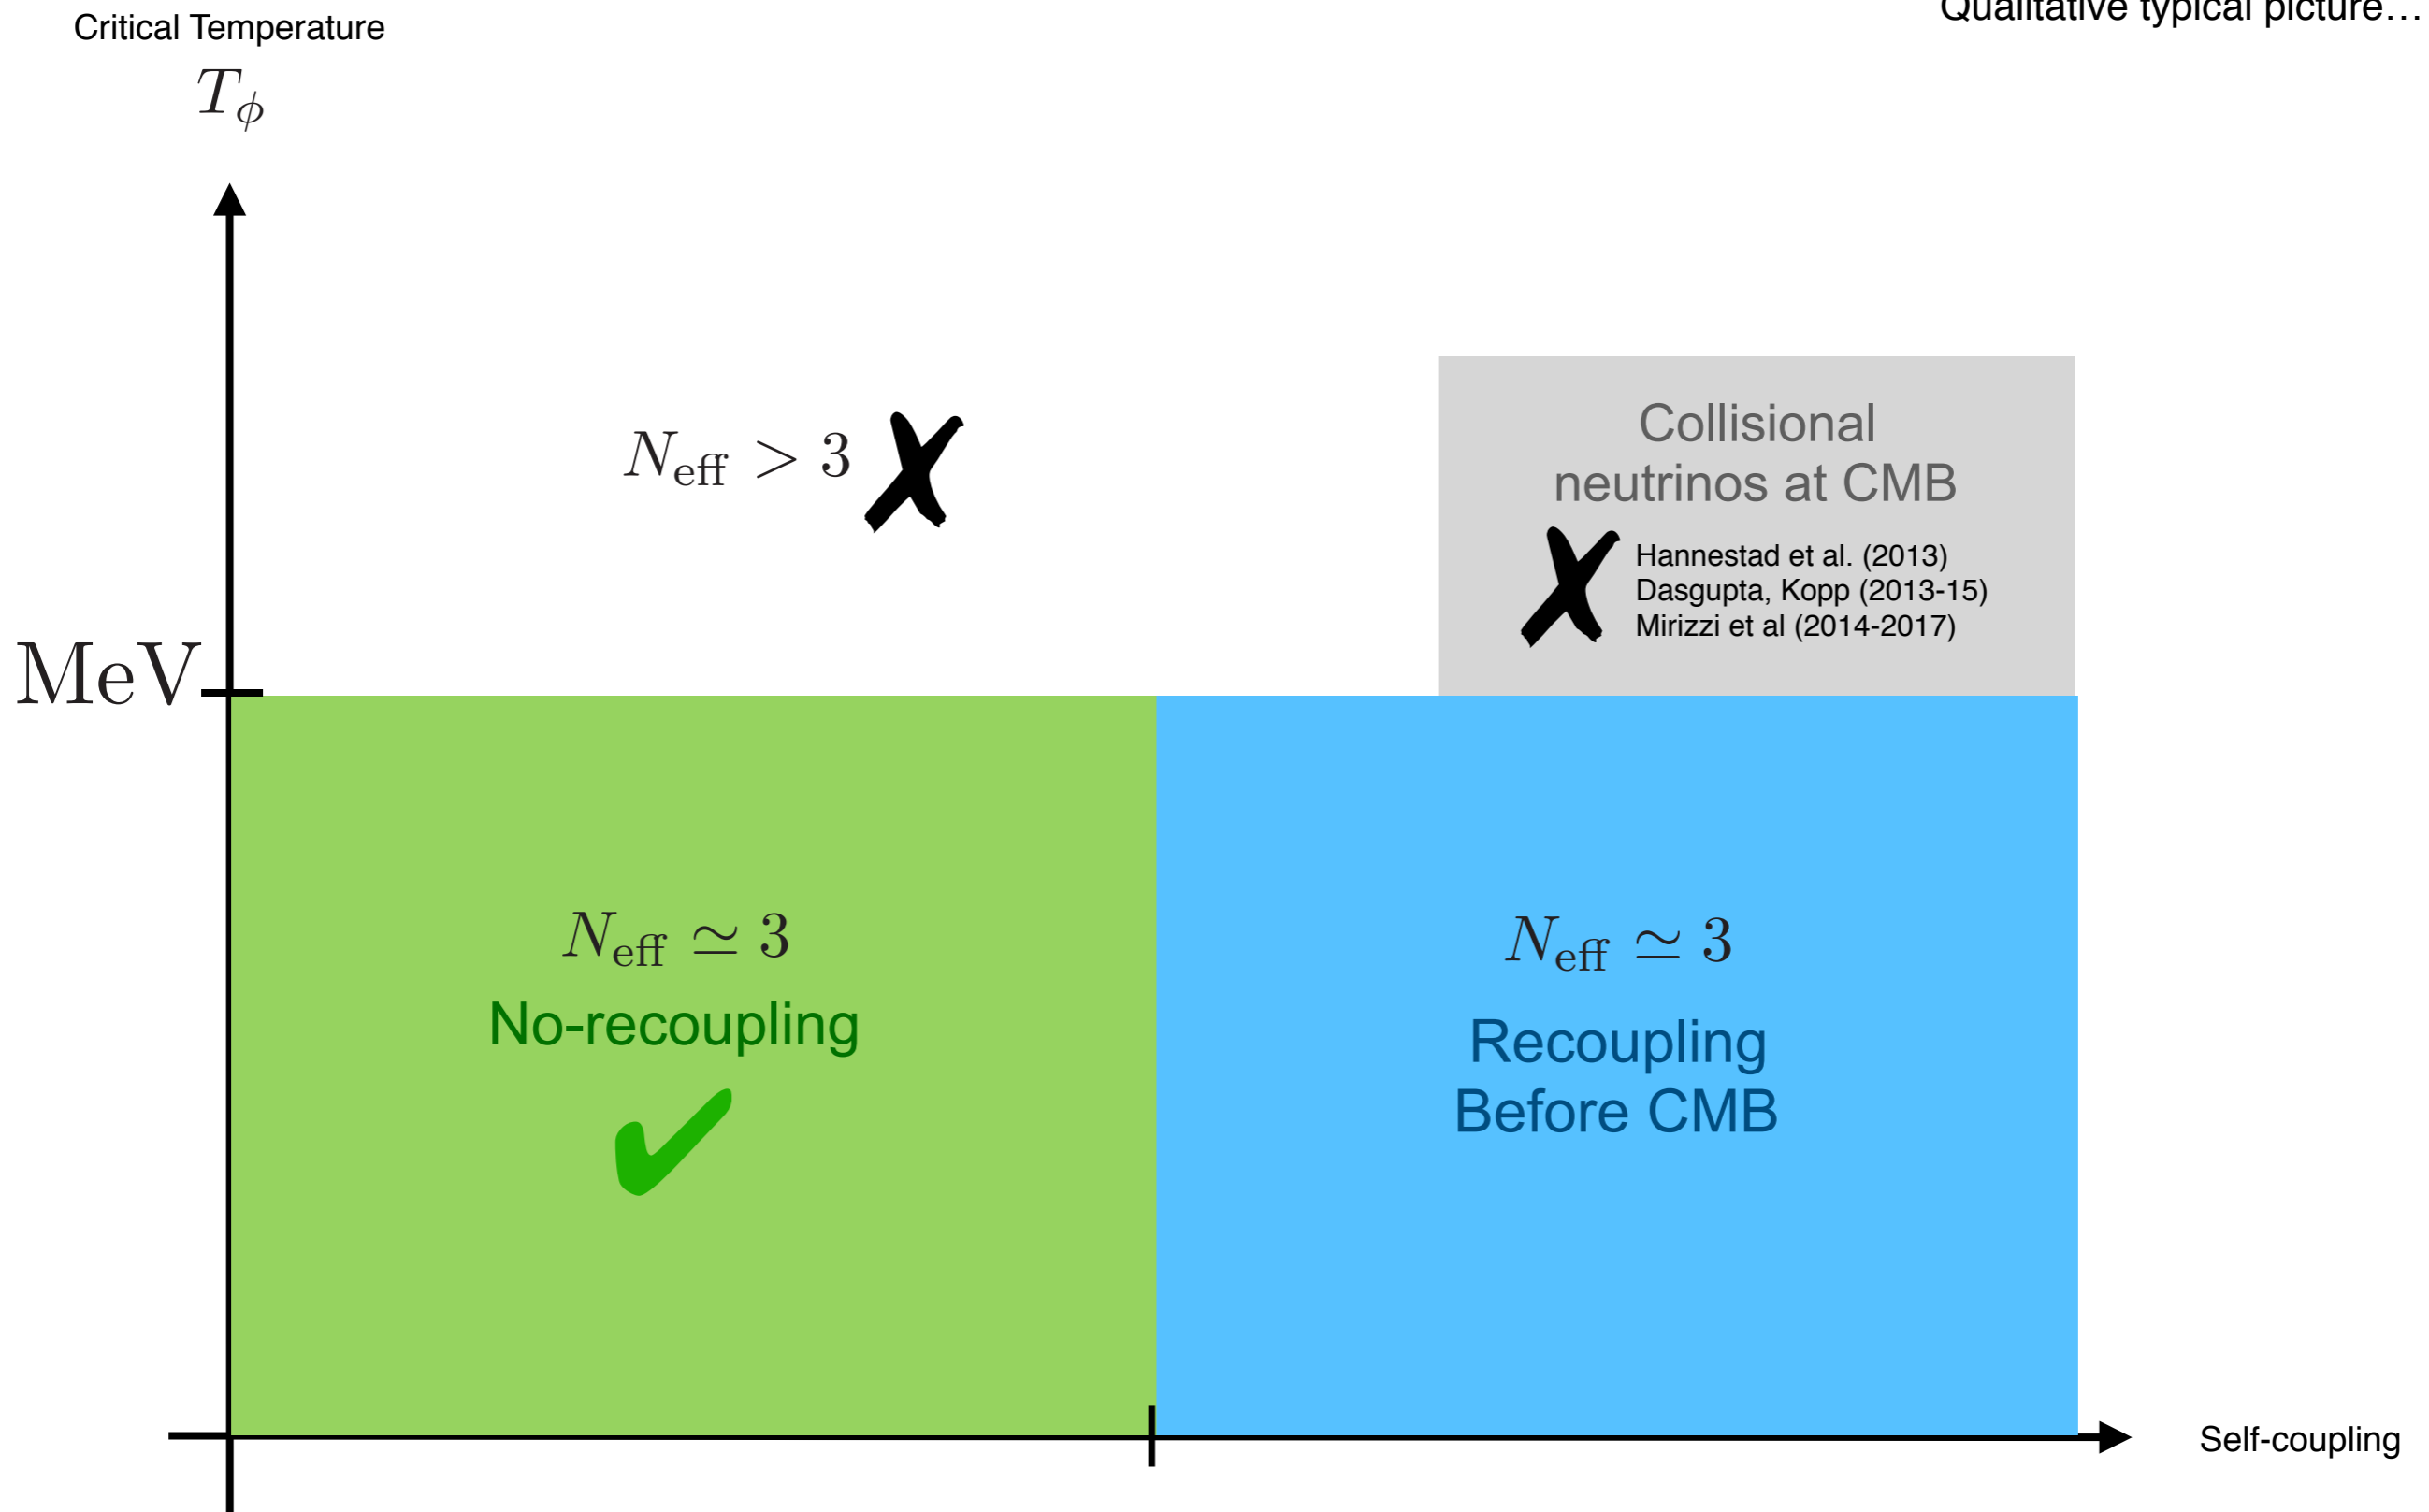 Qualitative typical picture…
Critical Temperature
T_ϕ
N_eff > 3 ✗
Collisional
neutrinos at CMB
✗
Hannestad et al. (2013)
Dasgupta, Kopp (2013-15)
Mirizzi et al (2014-2017)
MeV
N_eff ≃ 3
No-recoupling
✔
N_eff ≃ 3
Recoupling
Before CMB
Self-coupling